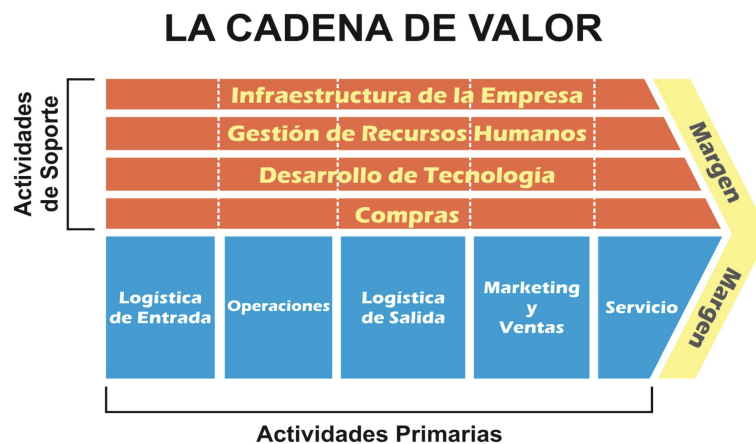 LA CADENA DE VALOR
Actividades
de Soporte
Infraestructura de la Empresa
Gestión de Recursos Humanos
Desarrollo de Tecnología
Compras
Margen
Logística
de Entrada
Operaciones
Logística
de Salida
Marketing
y
Ventas
Servicio
Margen
Actividades Primarias